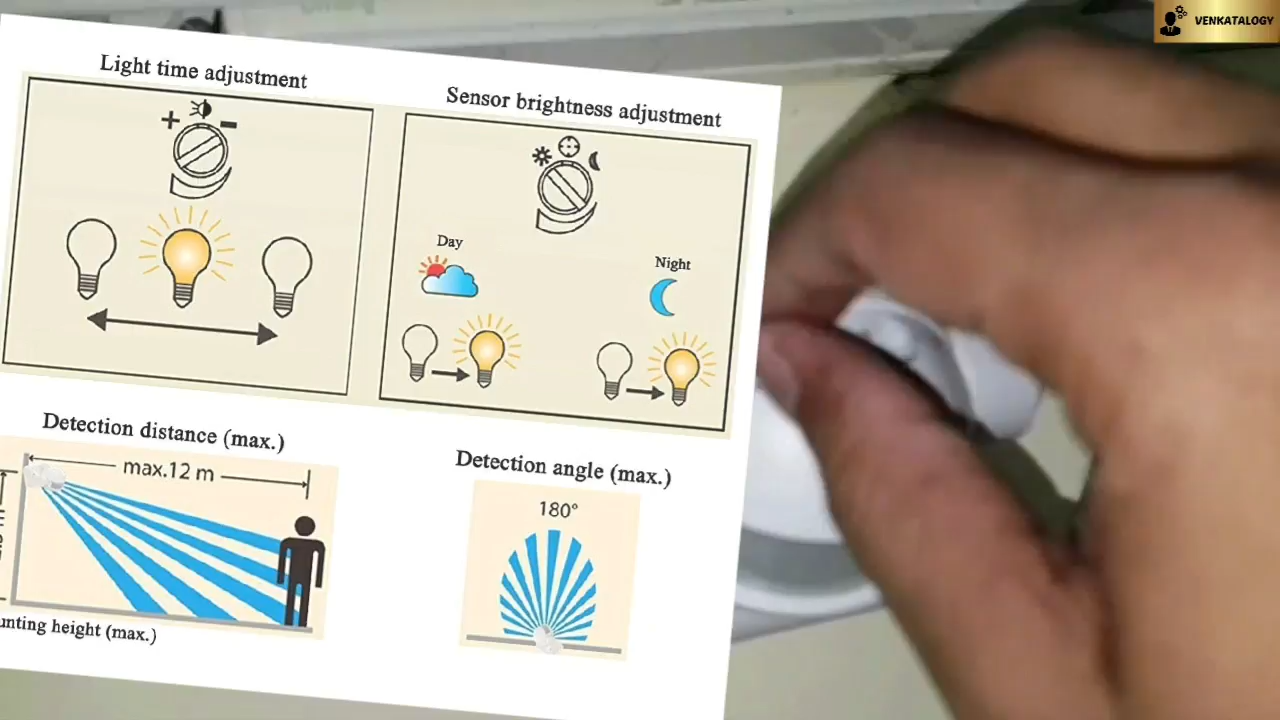 VENKATALOGY
Light time adjustment
Sensor brightness adjustment
+ −
Day
Night
Detection distance (max.)
max.12 m
Detection angle (max.)
180°
unting height (max.)